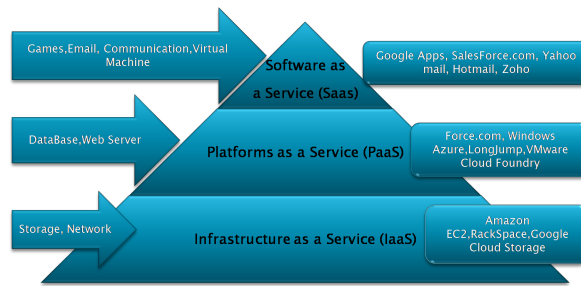 Games,Email, Communication,Virtual
Machine
Software as
a Service (Saas)
Google Apps, SalesForce.com, Yahoo
mail, Hotmail, Zoho
DataBase,Web Server
Platforms as a Service (PaaS)
Force.com, Windows
Azure,LongJump,VMware
Cloud Foundry
Storage, Network
Infrastructure as a Service (IaaS)
Amazon
EC2,RackSpace,Google
Cloud Storage